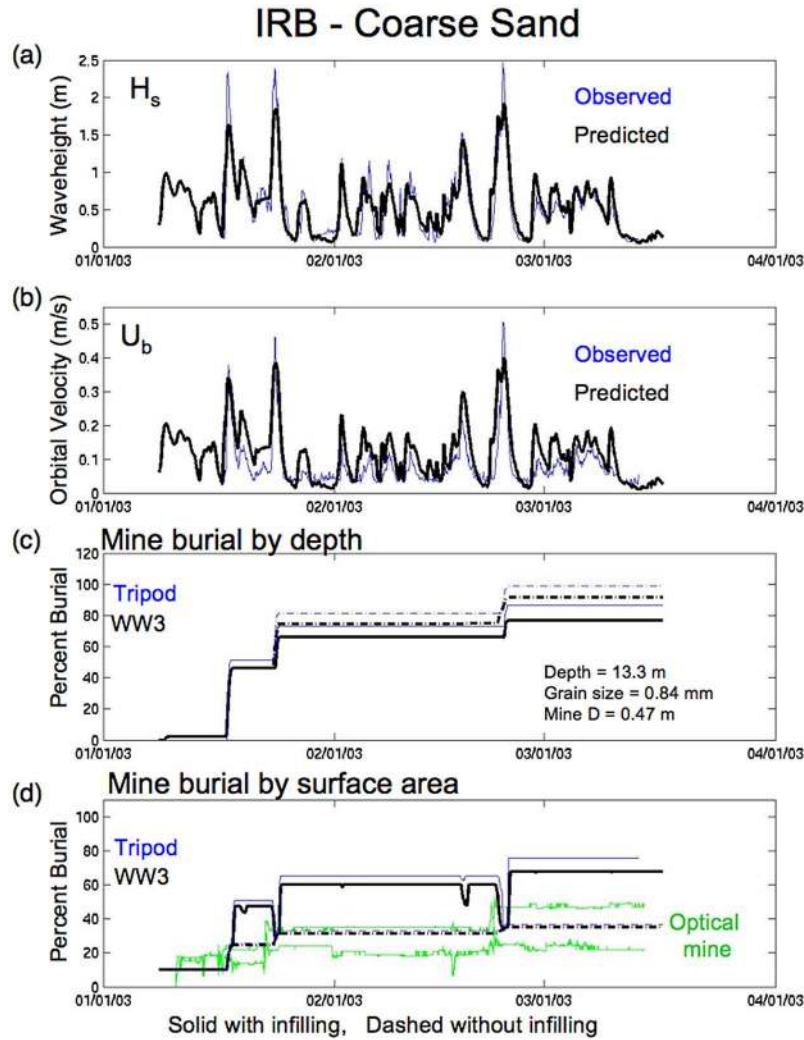 IRB - Coarse Sand
(a)
Waveheight (m)
2.5
2
1.5
1
0.5
0
Hs
Observed
Predicted
01/01/03 02/01/03 03/01/03 04/01/03
(b)
Orbital Velocity (m/s)
0.5
0.4
0.3
0.2
0.1
0
Ub
Observed
Predicted
01/01/03 02/01/03 03/01/03 04/01/03
(c) Mine burial by depth
Percent Burial
120
100
80
60
40
20
0
Tripod
WW3
Depth = 13.3 m
Grain size = 0.84 mm
Mine D = 0.47 m
01/01/03 02/01/03 03/01/03 04/01/03
(d) Mine burial by surface area
Percent Burial
100
80
60
40
20
0
Tripod
WW3
Optical
mine
01/01/03 02/01/03 03/01/03 04/01/03
Solid with infilling, Dashed without infilling